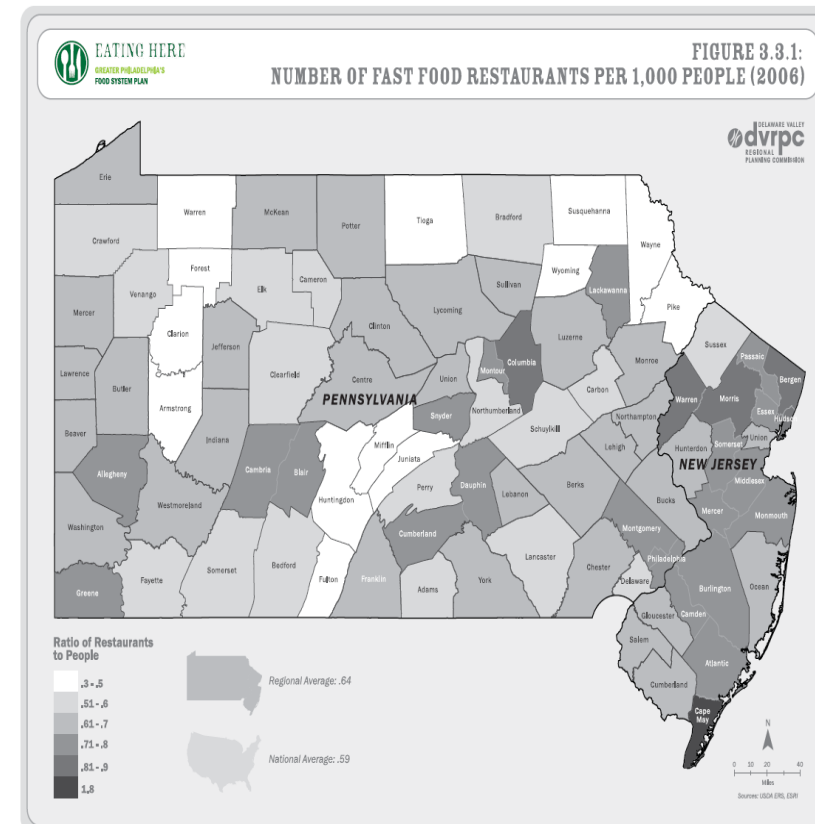 EATING HERE
GREATER PHILADELPHIA'S
FOOD SYSTEM PLAN
FIGURE 3.3.1:
NUMBER OF FAST FOOD RESTAURANTS PER 1,000 PEOPLE (2006)
DELAWARE VALLEY
dvrpc
REGIONAL
PLANNING COMMISSION
Erie
Warren
McKean
Potter
Tioga
Bradford
Susquehanna
Wayne
Crawford
Forest
Wyoming
Venango
Elk
Cameron
Sullivan
Lackawanna
Pike
Mercer
Clarion
Jefferson
Clinton
Lycoming
Luzerne
Monroe
Sussex
Passaic
Bergen
Lawrence
Butler
Clearfield
Centre
Union
Montour
Columbia
Carbon
Warren
Morris
Essex
Hudson
PENNSYLVANIA
Armstrong
Snyder
Northumberland
Northampton
Beaver
Indiana
Mifflin
Juniata
Schuylkill
Lehigh
Hunterdon
Somerset
Union
NEW JERSEY
Allegheny
Cambria
Blair
Huntingdon
Perry
Dauphin
Lebanon
Berks
Bucks
Middlesex
Westmoreland
Washington
Cumberland
Montgomery
Mercer
Monmouth
Lancaster
Philadelphia
Greene
Fayette
Somerset
Bedford
Fulton
Franklin
Adams
York
Chester
Delaware
Burlington
Ocean
Gloucester
Camden
Salem
Atlantic
Cumberland
Cape
May
Ratio of Restaurants
to People
.3 - .5
.51 - .6
.61 - .7
.71 - .8
.81 - .9
1.8
Regional Average: .64
National Average: .59
N
0 10 20 40
Miles
Sources: USDA ERS, ESRI